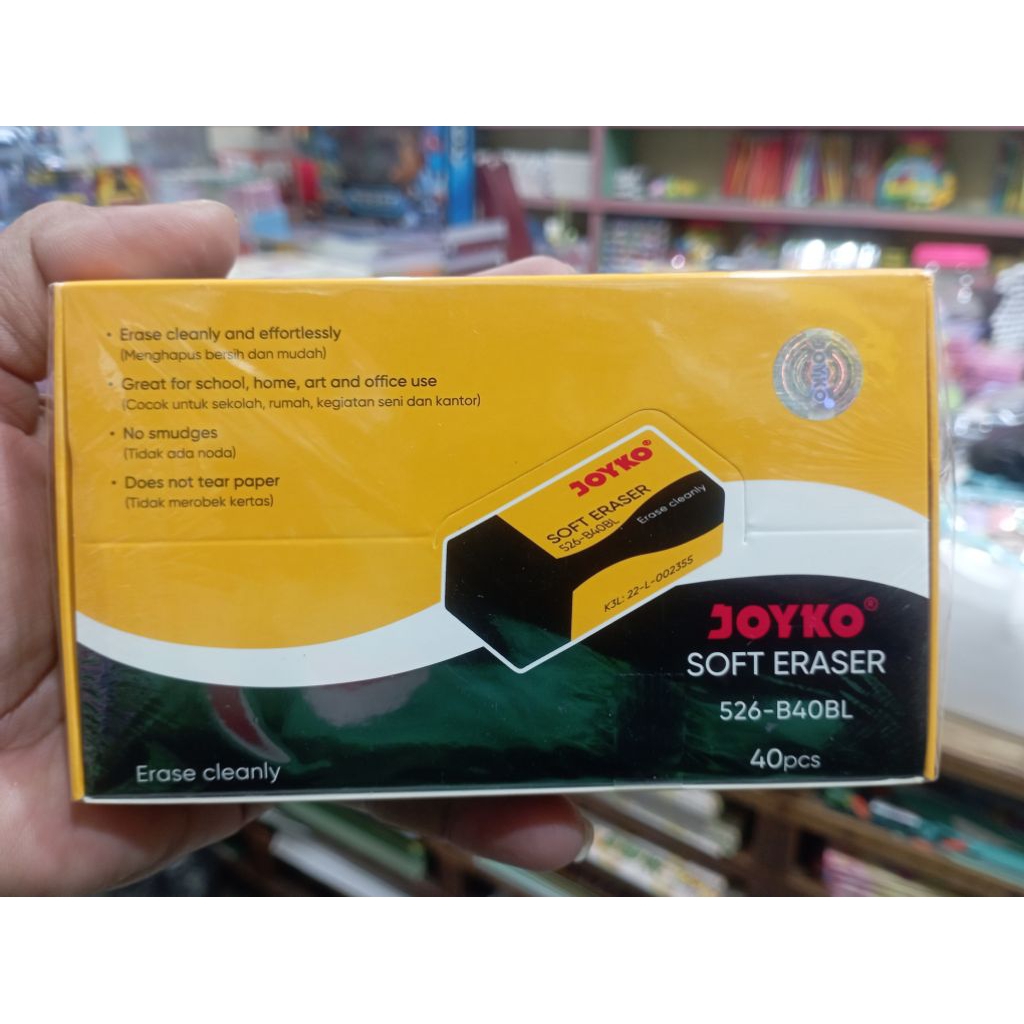 • Erase cleanly and effortlessly
(Menghapus bersih dan mudah)
• Great for school, home, art and office use
(Cocok untuk sekolah, rumah, kegiatan seni dan kantor)
• No smudges
(Tidak ada noda)
• Does not tear paper
(Tidak merobek kertas)
JOYKO
JOYKO®
SOFT ERASER
526-B40BL
Erase cleanly
K3L: 22-L-002355
JOYKO®
SOFT ERASER
526-B40BL
40pcs
Erase cleanly